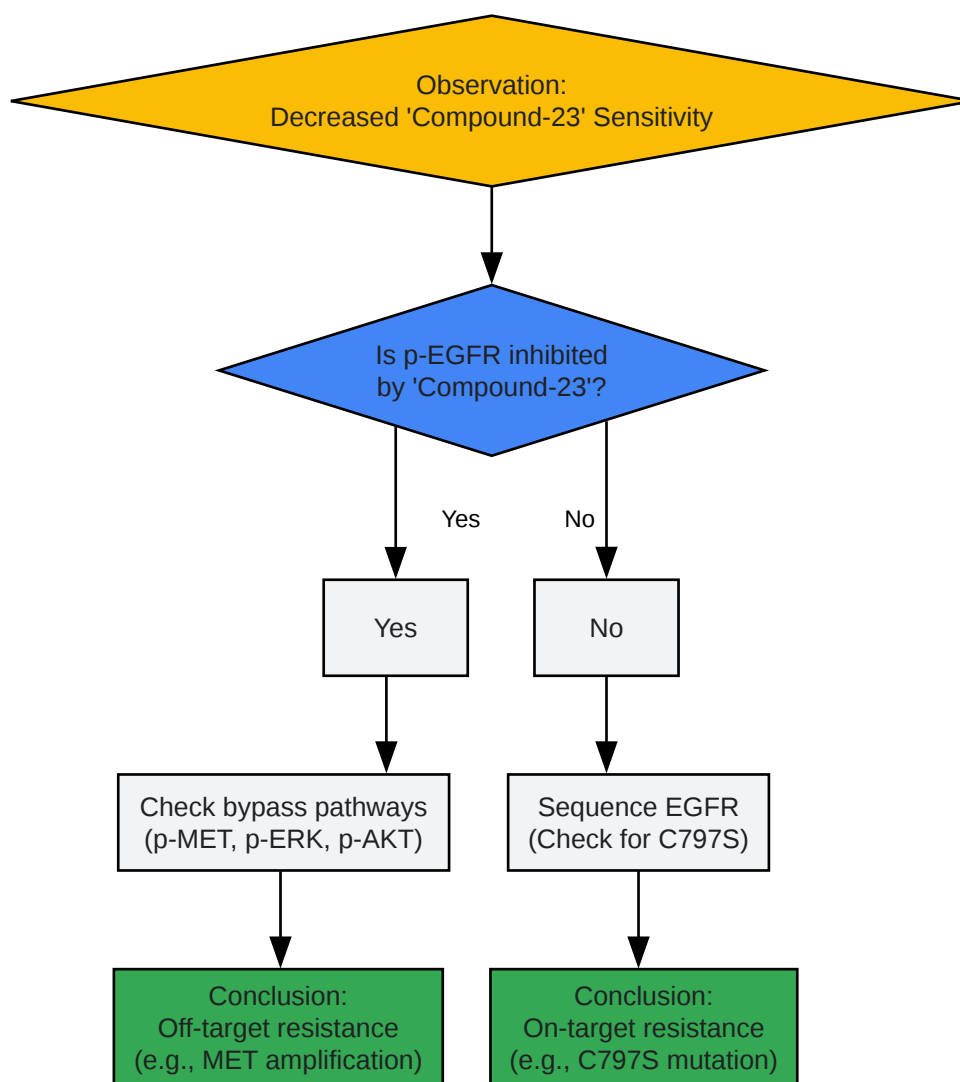 Observation:
Decreased 'Compound-23' Sensitivity
Is p-EGFR inhibited
by 'Compound-23'?
Yes
No
Yes
No
Check bypass pathways
(p-MET, p-ERK, p-AKT)
Sequence EGFR
(Check for C797S)
Conclusion:
Off-target resistance
(e.g., MET amplification)
Conclusion:
On-target resistance
(e.g., C797S mutation)